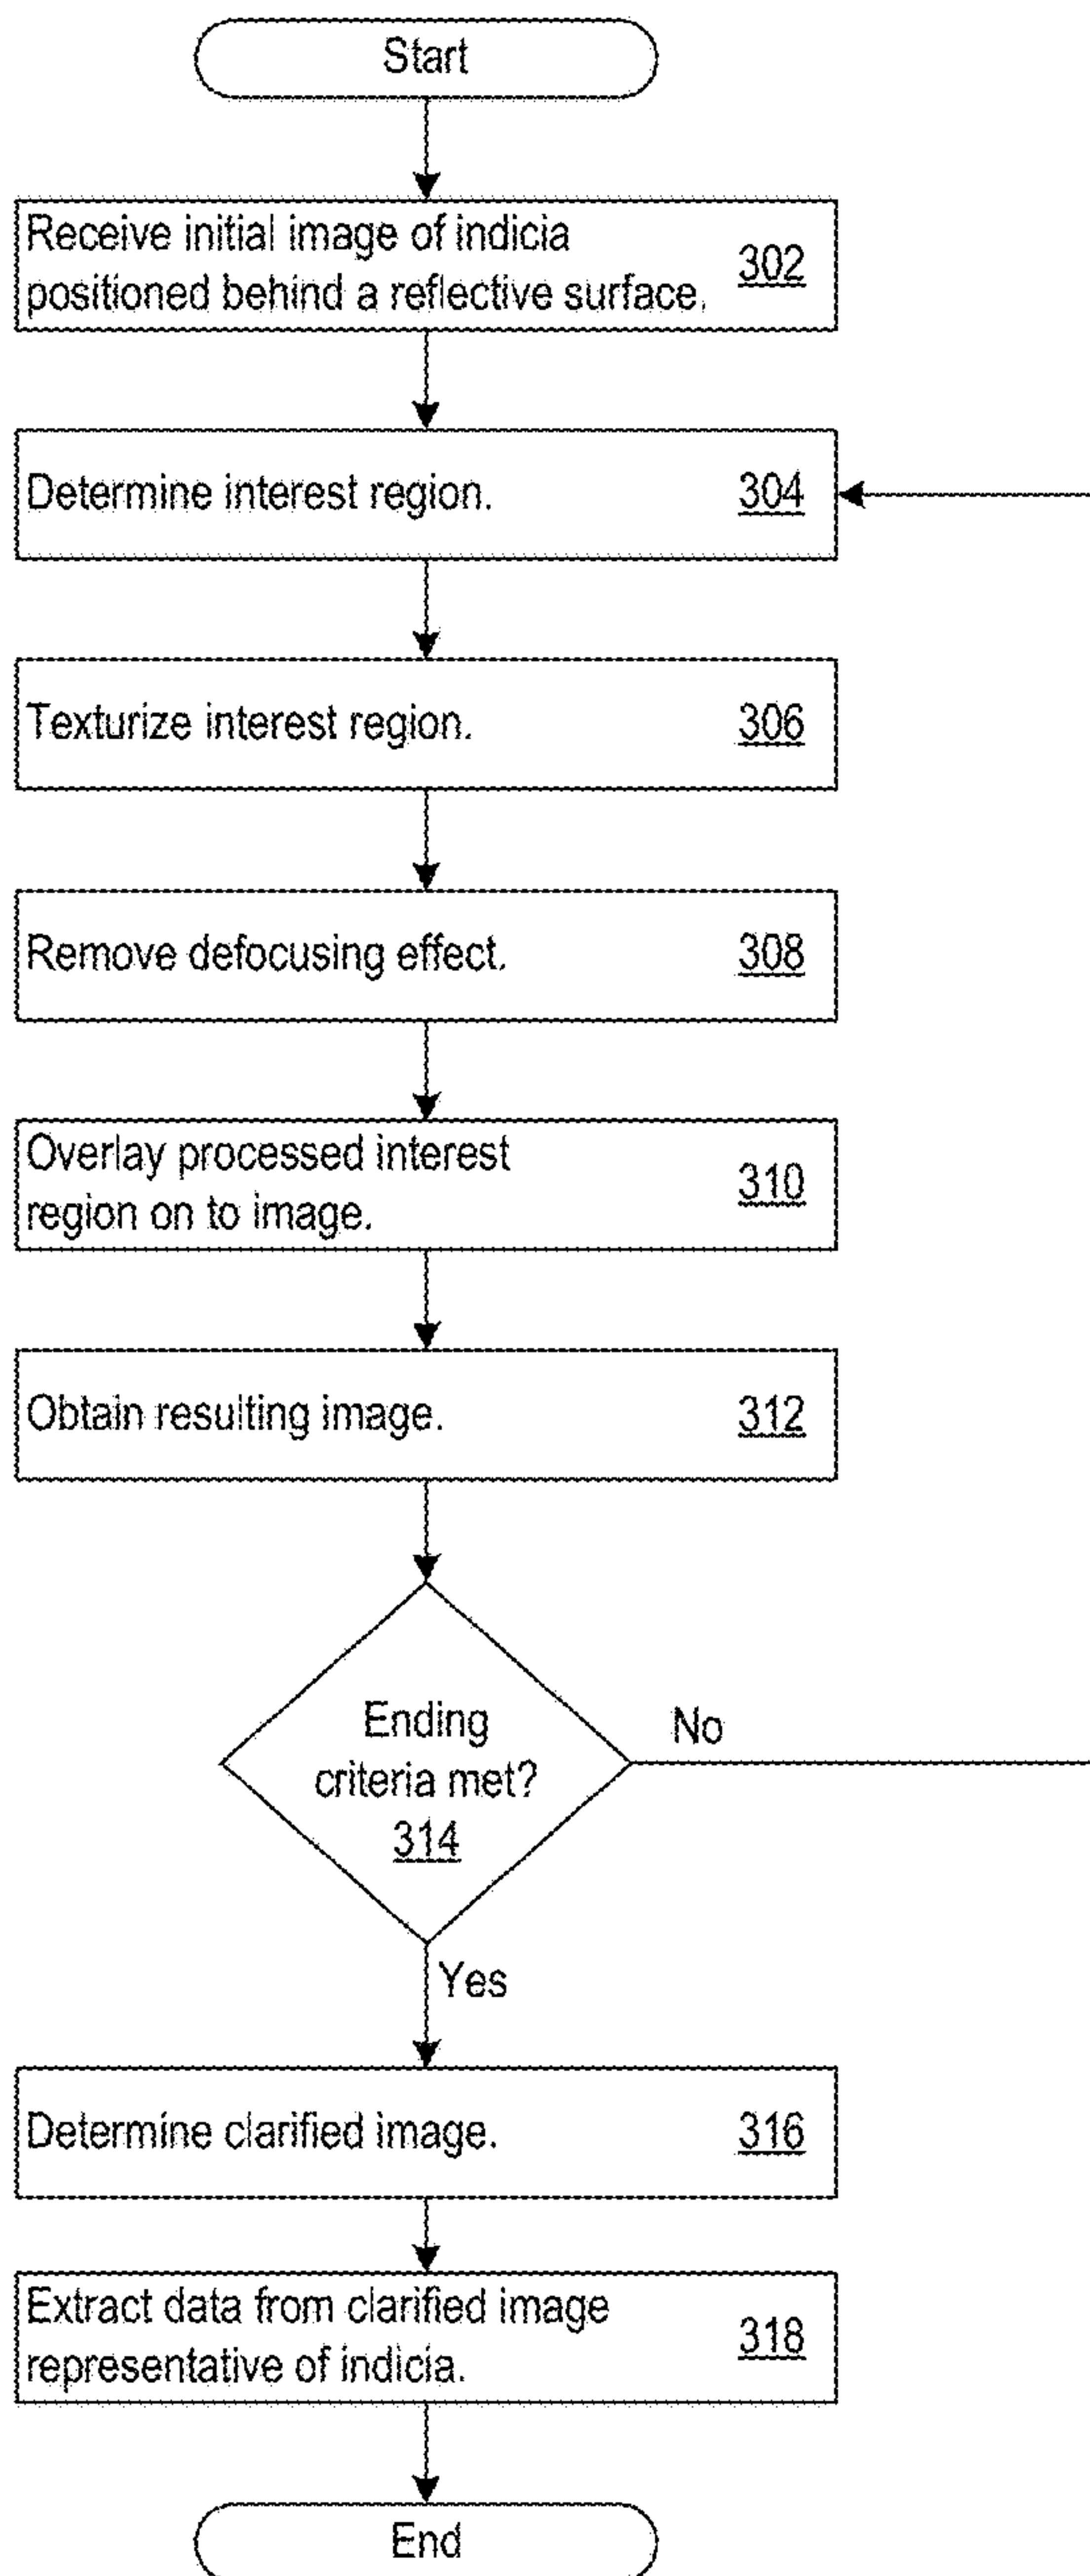 Start
Receive initial image of indicia
positioned behind a reflective surface.
302
Determine interest region.
304
Texturize interest region.
306
Remove defocusing effect.
308
Overlay processed interest
region on to image.
310
Obtain resulting image.
312
Ending
criteria met?
314
No
Yes
Determine clarified image.
316
Extract data from clarified image
representative of indicia.
318
End